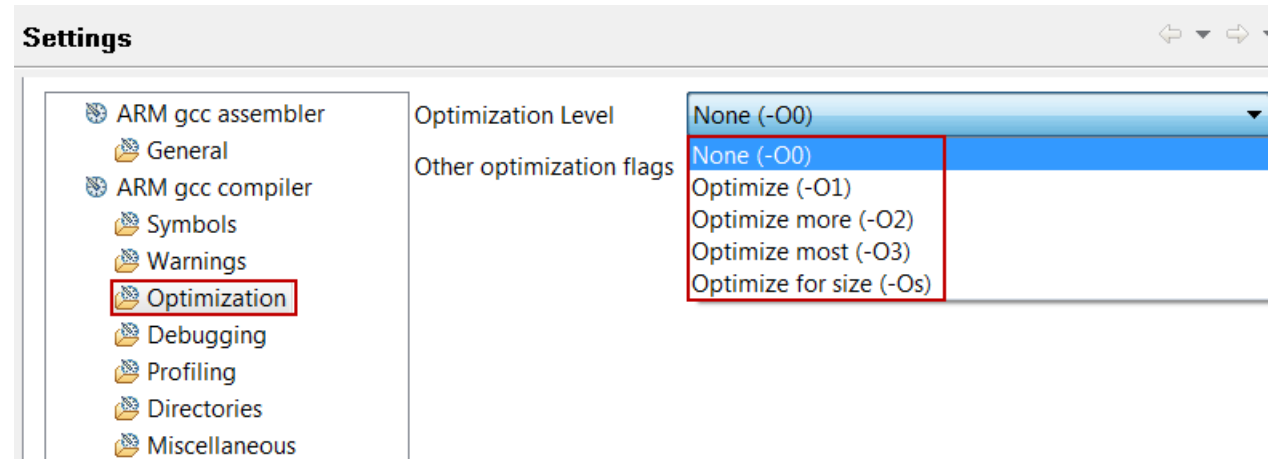 Settings
ARM gcc assembler
General
ARM gcc compiler
Symbols
Warnings
Optimization
Debugging
Profiling
Directories
Miscellaneous
Optimization Level
None (-O0)
Other optimization flags
None (-O0)
Optimize (-O1)
Optimize more (-O2)
Optimize most (-O3)
Optimize for size (-Os)